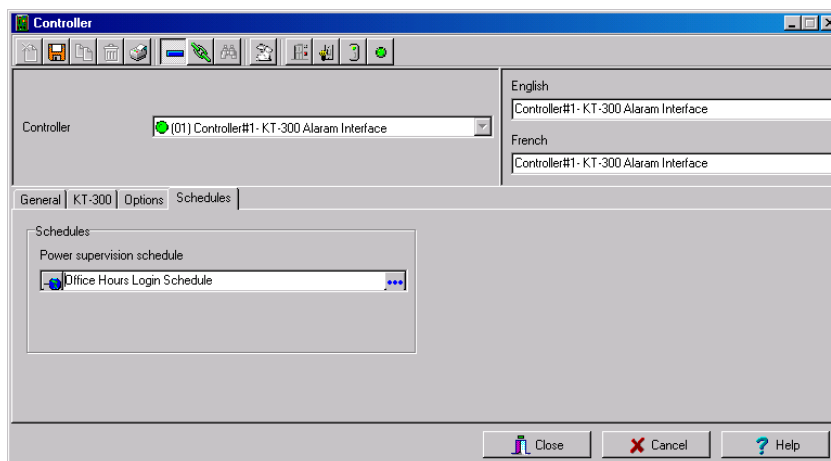 Controller
English
Controller#1- KT-300 Alaram Interface
Controller
(01) Controller#1- KT-300 Alaram Interface
French
Controller#1- KT-300 Alaram Interface
General KT-300 Options Schedules
Schedules
Power supervision schedule
Office Hours Login Schedule
Close Cancel Help